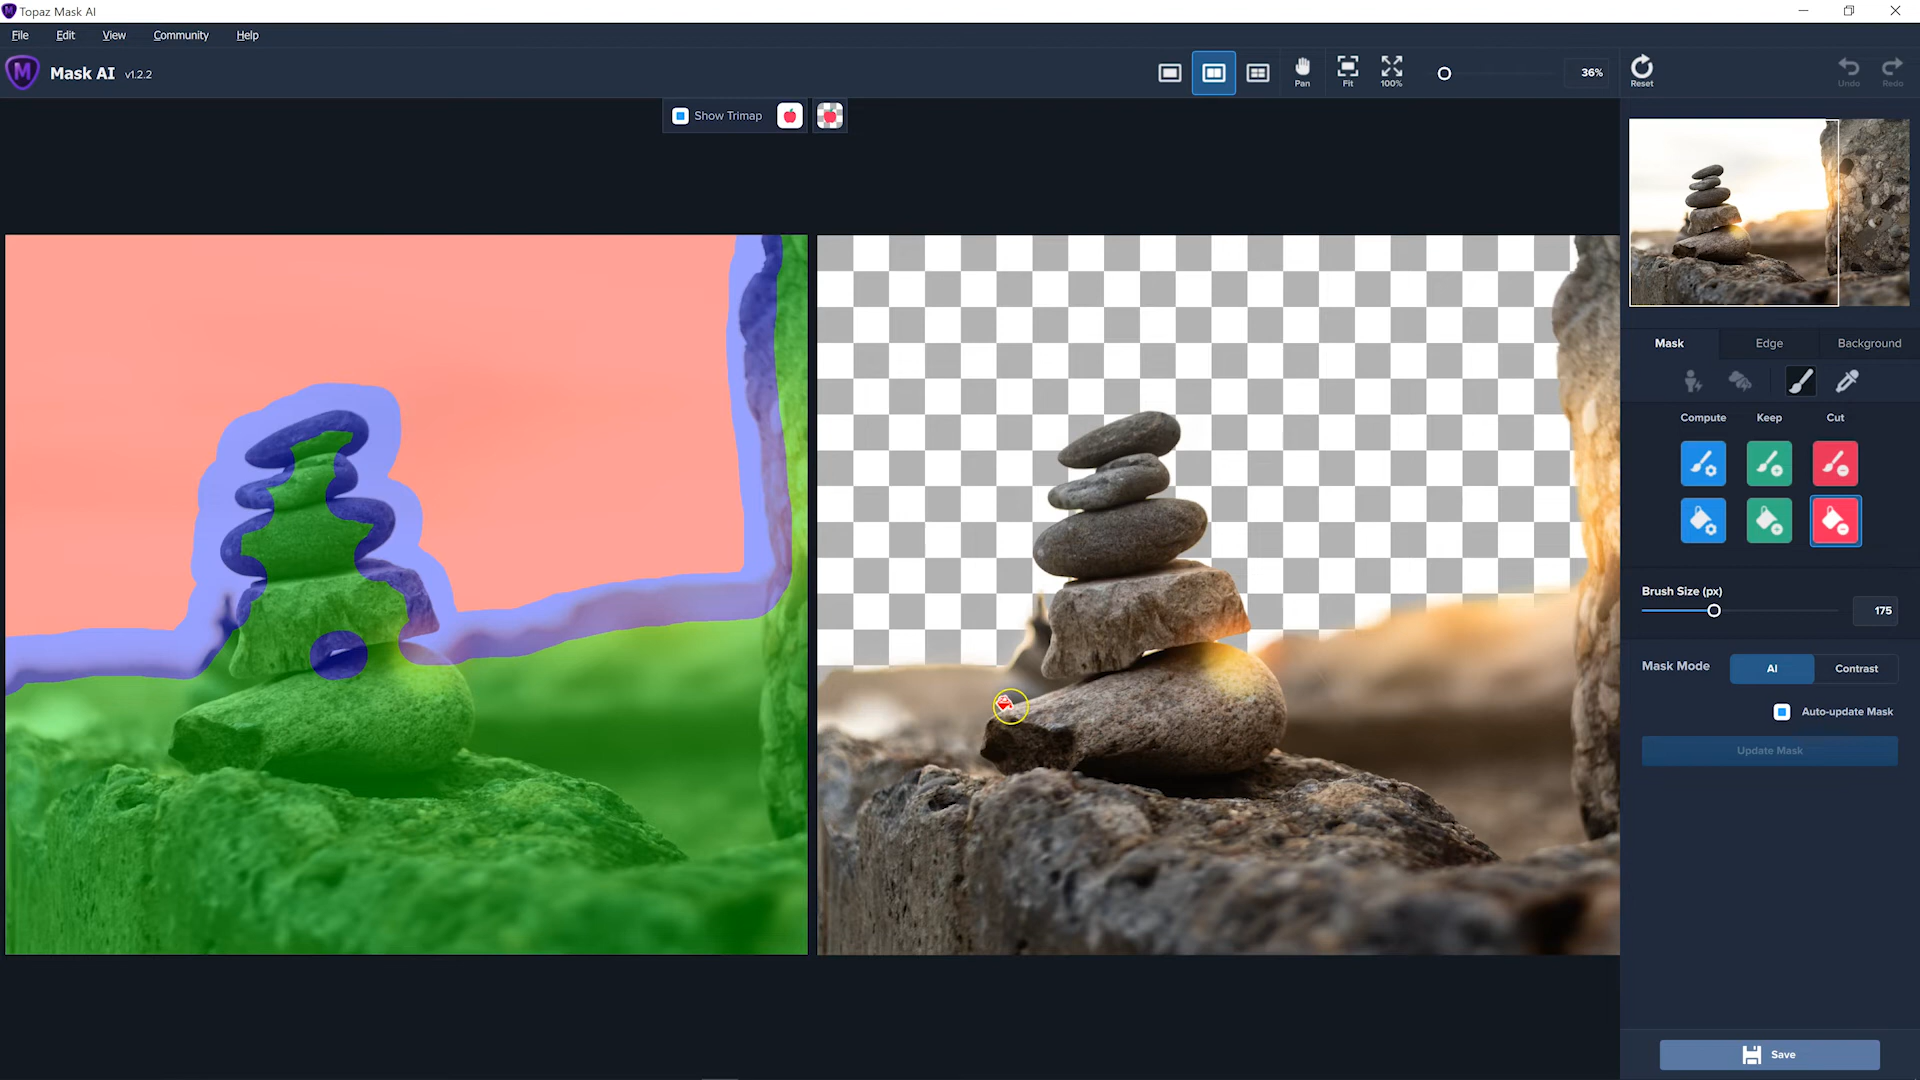 Topaz Mask AI
File Edit View Community Help
M Mask AI v1.2.2
Pan Fit 100% 36% Reset Undo Redo
Show Trimap
Mask Edge Background
Compute Keep Cut
Brush Size (px)
175
Mask Mode AI Contrast
Auto-update Mask
Update Mask
Save